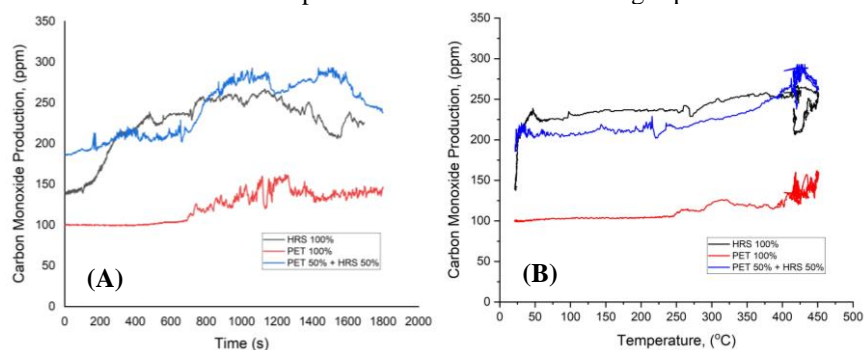 350
300
250
200
150
100
50
0
Carbon Monoxide Production, (ppm)
HRS 100%
PET 100%
PET 50% + HRS 50%
(A)
0 200 400 600 800 1000 1200 1400 1600 1800 2000
Time (s)
350
300
250
200
150
100
50
0
Carbon Monoxide Production, (ppm)
HRS 100%
PET 100%
PET 50% + HRS 50%
(B)
0 50 100 150 200 250 300 350 400 450 500
Temperature, (°C)